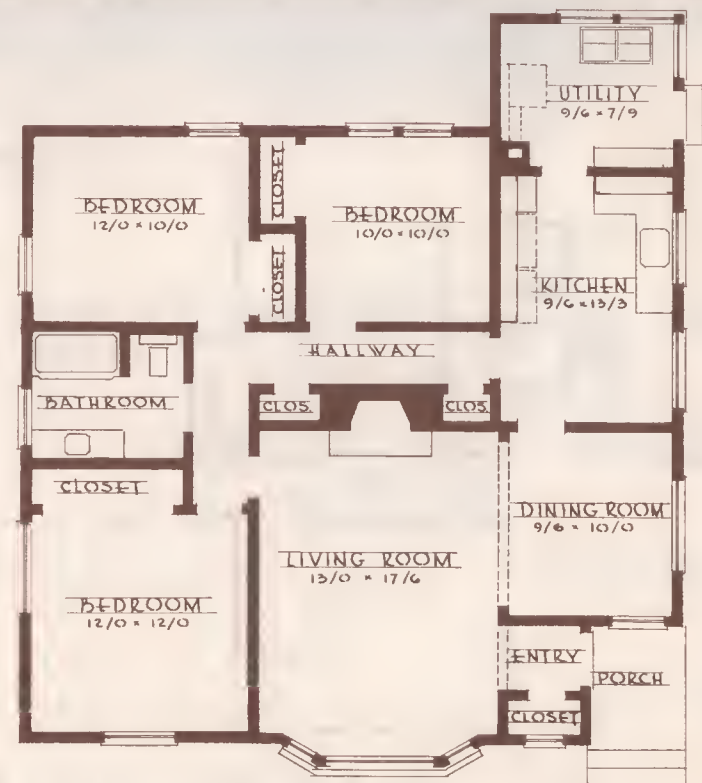 UTILITY
9/6 × 7/9
CLOSET
BEDROOM
12/0 × 10/0
BEDROOM
10/0 × 10/0
CLOSET
KITCHEN
9/6 × 13/3
HALLWAY
BATHROOM
CLOS.
CLOS.
CLOSET
DINING ROOM
9/6 × 10/0
LIVING ROOM
13/0 × 17/6
BEDROOM
12/0 × 12/0
ENTRY
PORCH
CLOSET